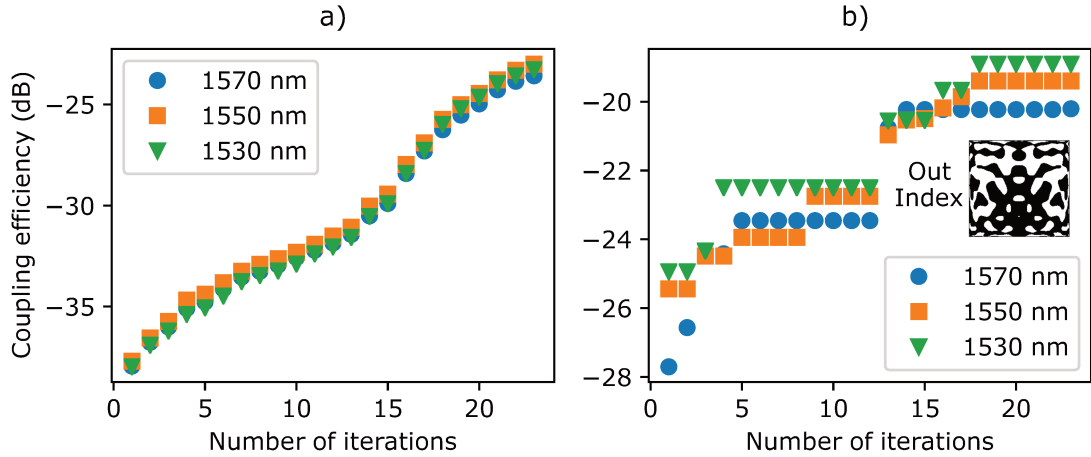 a)
Coupling efficiency (dB)
−25
−30
−35
1570 nm
1550 nm
1530 nm
0 5 10 15 20
Number of iterations
b)
−20
−22
−24
−26
−28
Out
Index
1570 nm
1550 nm
1530 nm
0 5 10 15 20
Number of iterations